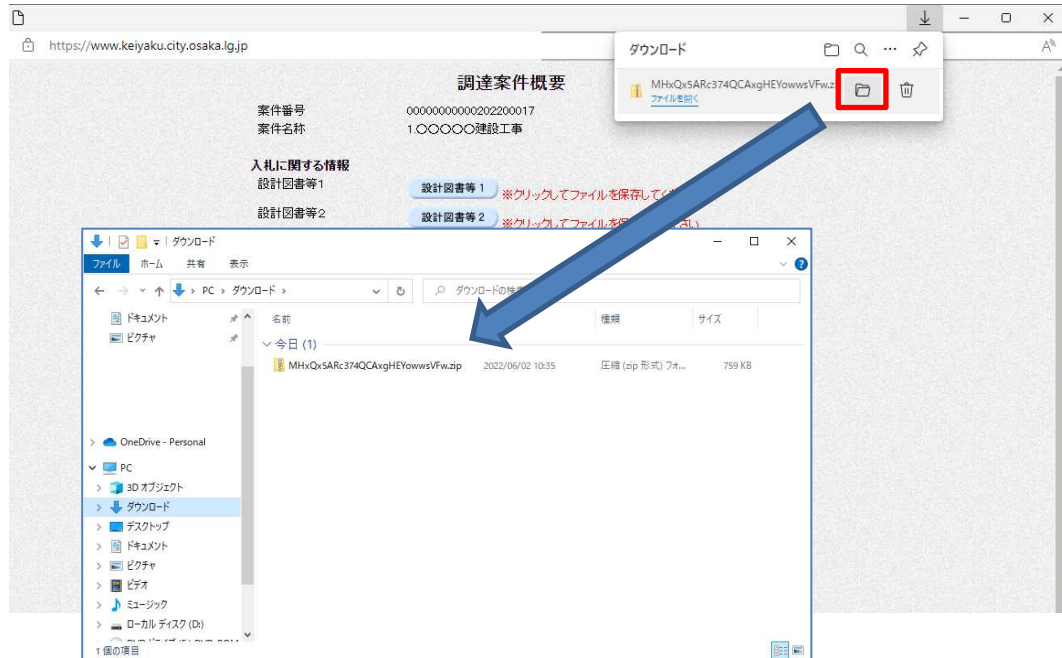 https://www.keiyaku.city.osaka.lg.jp
ダウンロード
MHxQx5ARc374QCAxgHEYowwsVFw.z
ファイルを開く
調達案件概要
案件番号 00000000000202200017
案件名称 1.〇〇〇〇〇建設工事
入札に関する情報
設計図書等1 設計図書等 1 ※クリックしてファイルを保存してく
設計図書等2 設計図書等 2 ※クリックしてファイルを保 さい
ダウンロード
ファイル ホーム 共有 表示
PC › ダウンロード › ダウンロードの検
ドキュメント
ピクチャ
OneDrive - Personal
PC
3D オブジェクト
ダウンロード
デスクトップ
ドキュメント
ピクチャ
ビデオ
ミュージック
ローカル ディスク (D:)
名前 種類 サイズ
今日 (1)
MHxQx5ARc374QCAxgHEYowwsVFw.zip 2022/06/02 10:35 圧縮 (zip 形式) フォ... 759 KB
1 個の項目